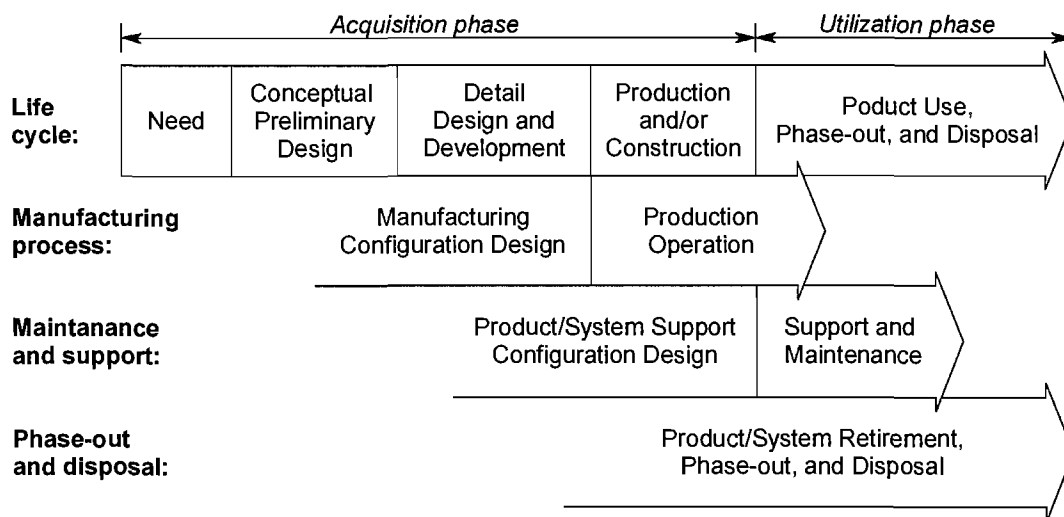 Acquisition phase
Utilization phase
Life
cycle:
Need
Conceptual
Preliminary
Design
Detail
Design and
Development
Production
and/or
Construction
Poduct Use,
Phase-out, and Disposal
Manufacturing
process:
Manufacturing
Configuration Design
Production
Operation
Maintanance
and support:
Product/System Support
Configuration Design
Support and
Maintenance
Phase-out
and disposal:
Product/System Retirement,
Phase-out, and Disposal